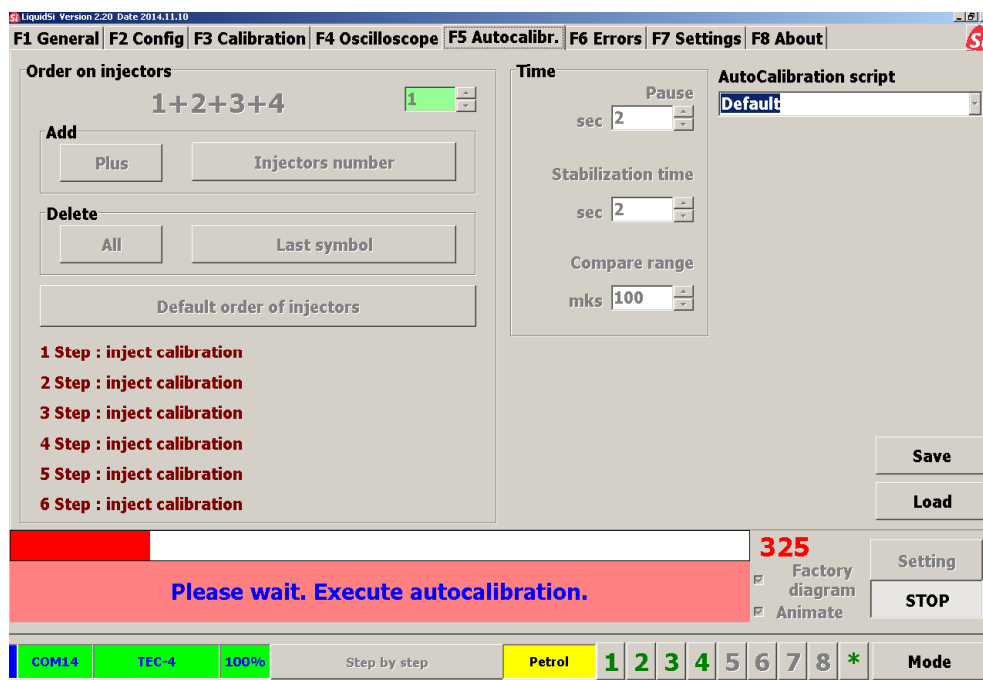 LiquidSi Version 2.20 Date 2014.11.10
F1 General F2 Config F3 Calibration F4 Oscilloscope F5 Autocalibr. F6 Errors F7 Settings F8 About
Order on injectors
1+2+3+4
1
Add
Plus
Injectors number
Delete
All
Last symbol
Default order of injectors
1 Step : inject calibration
2 Step : inject calibration
3 Step : inject calibration
4 Step : inject calibration
5 Step : inject calibration
6 Step : inject calibration
Time
Pause
sec 2
Stabilization time
sec 2
Compare range
mks 100
AutoCalibration script
Default
Save
Load
325
Please wait. Execute autocalibration.
Factory
diagram
Animate
Setting
STOP
COM14 TEC-4 100% Step by step Petrol 1 2 3 4 5 6 7 8 * Mode